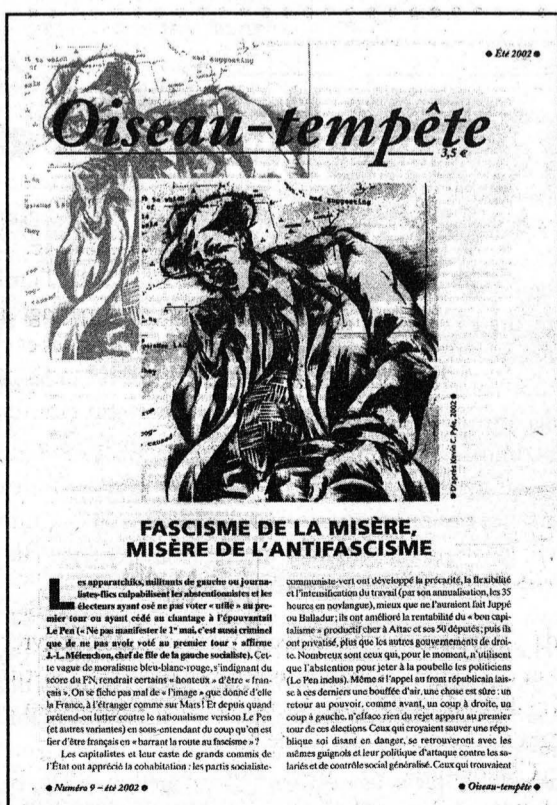 ● Été 2002 ●
Oiseau-tempête
3,5 €
it to which
and suggesting
they
● D'après Kevin C. Pyle, 2002 ●
FASCISME DE LA MISÈRE,
MISÈRE DE L'ANTIFASCISME
Les apparatchiks, militants de gauche ou journa-
listes-flics culpabilisent les abstentionnistes et les
électeurs ayant osé ne pas voter « utile » au pre-
mier tour ou ayant cédé au chantage à l'épouvantail
Le Pen (« Ne pas manifester le 1er mai, c'est aussi criminel
que de ne pas avoir voté au premier tour » affirme
J.-L. Mélenchon, chef de file de la gauche socialiste). Cet-
te vague de moralisme bleu-blanc-rouge, s'indignant du
score du FN, rendrait certains « honteux » d'être « fran-
çais ». On se fiche pas mal de « l'image » que donne d'elle
la France, à l'étranger comme sur Mars ! Et depuis quand
prétend-on lutter contre le nationalisme version Le Pen
(et autres variantes) en sous-entendant du coup qu'on est
fier d'être français en « barrant la route au fascisme » ?
Les capitalistes et leur caste de grands commis de
l'État ont apprécié la cohabitation : les partis socialiste-
communiste-vert ont développé la précarité, la flexibilité
et l'intensification du travail (par son annualisation, les 35
heures en novlangue), mieux que ne l'auraient fait Juppé
ou Balladur ; ils ont amélioré la rentabilité du « bon capi-
talisme » productif cher à Attac et ses 50 députés ; puis ils
ont privatisé, plus que les autres gouvernements de droi-
te. Nombreux sont ceux qui, pour le moment, n'utilisent
que l'abstention pour jeter à la poubelle les politiciens
(Le Pen inclus). Même si l'appel au front républicain lais-
se à ces derniers une bouffée d'air, une chose est sûre : un
retour au pouvoir, comme avant, un coup à droite, un
coup à gauche, n'efface rien du rejet apparu au premier
tour de ces élections. Ceux qui croyaient sauver une répu-
blique soi disant en danger, se retrouveront avec les
mêmes guignols et leur politique d'attaque contre les sa-
lariés et de contrôle social généralisé. Ceux qui trouvaient
● Numéro 9 – été 2002 ●
● Oiseau-tempête ●